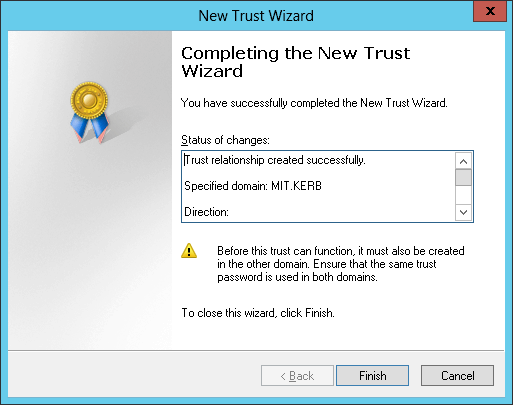 New Trust Wizard
x
Completing the New Trust
Wizard
You have successfully completed the New Trust Wizard.
Status of changes:
Trust relationship created successfully.
Specified domain: MIT.KERB
Direction:
Before this trust can function, it must also be created
in the other domain. Ensure that the same trust
password is used in both domains.
To close this wizard, click Finish.
< Back
Finish
Cancel